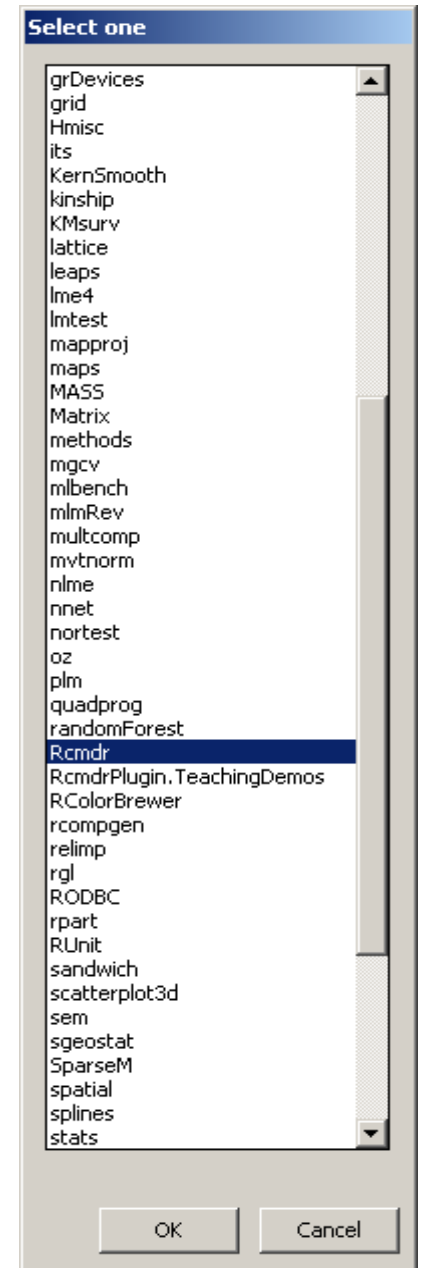 Select one
grDevices
grid
Hmisc
its
KernSmooth
kinship
KMsurv
lattice
leaps
lme4
lmtest
mapproj
maps
MASS
Matrix
methods
mgcv
mlbench
mlmRev
multcomp
mvtnorm
nlme
nnet
nortest
oz
plm
quadprog
randomForest
Rcmdr
RcmdrPlugin.TeachingDemos
RColorBrewer
rcompgen
relimp
rgl
RODBC
rpart
RUnit
sandwich
scatterplot3d
sem
sgeostat
SparseM
spatial
splines
stats
OK Cancel